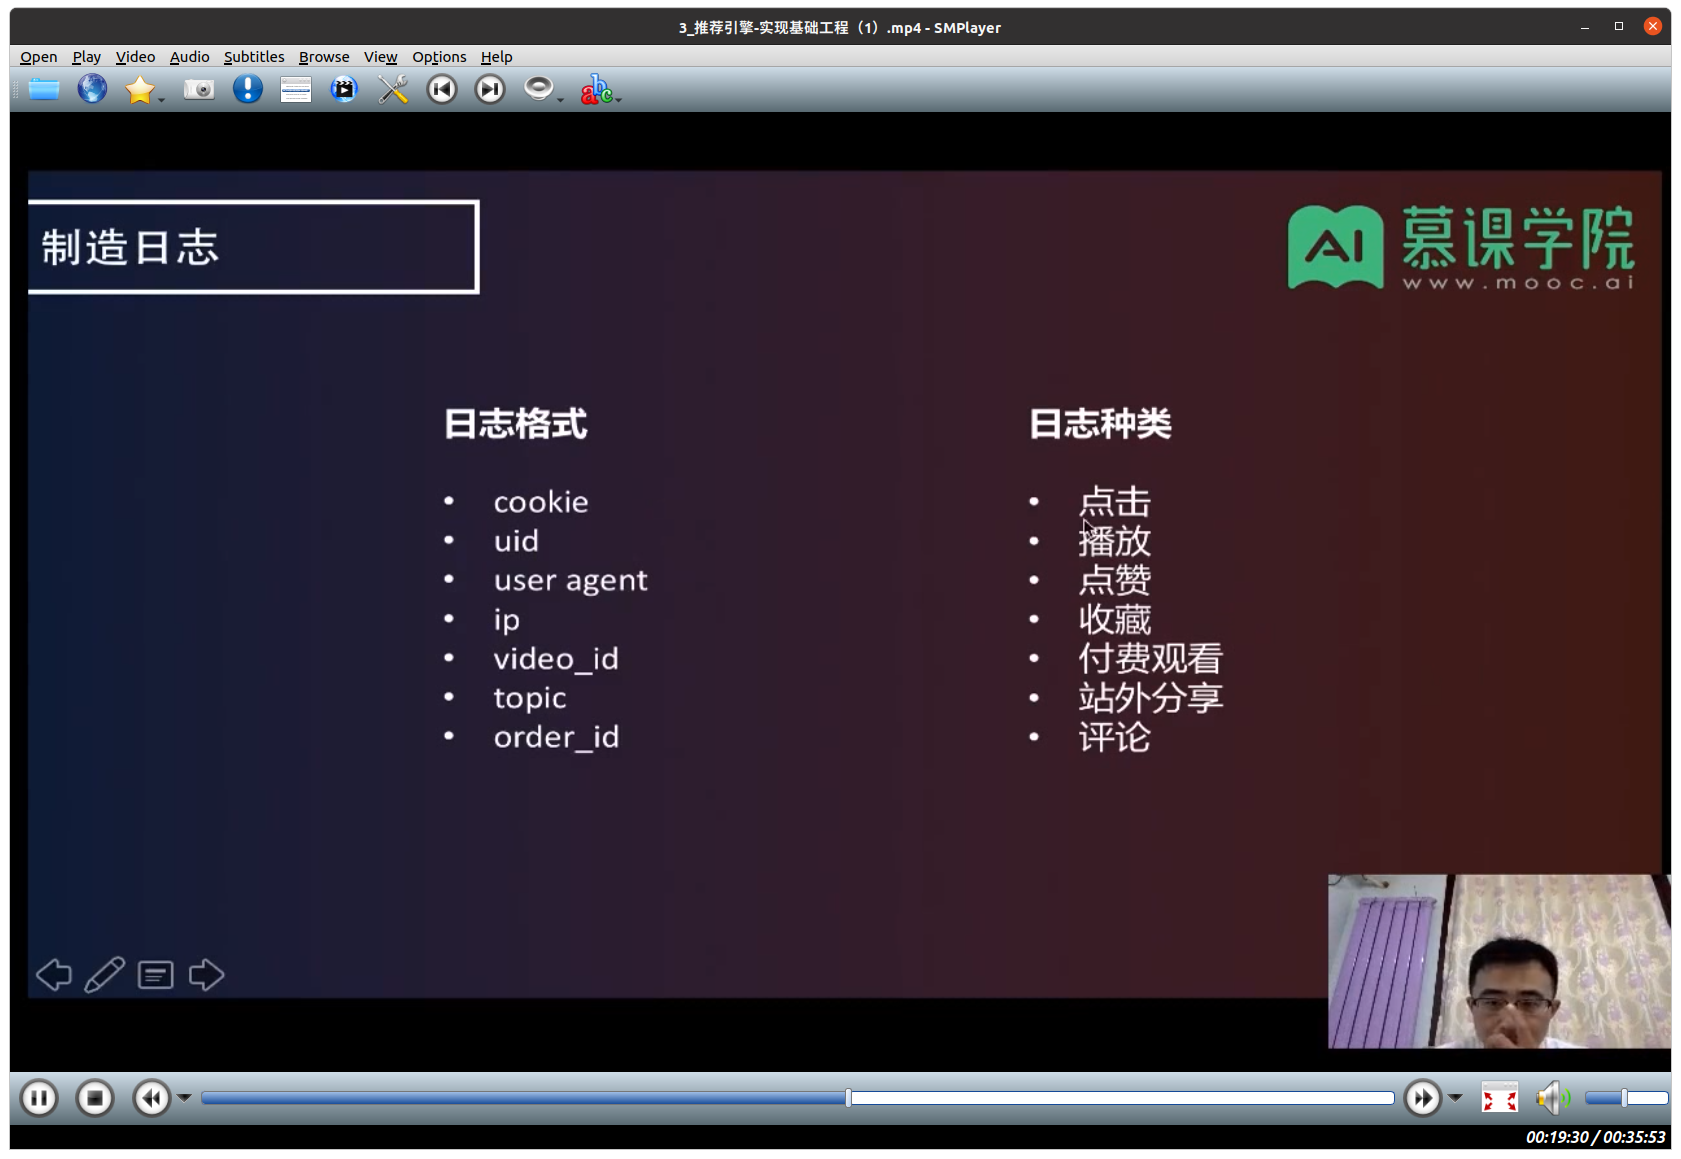 3_推荐引擎-实现基础工程（1）.mp4 - SMPlayer
Open Play Video Audio Subtitles Browse View Options Help
abc
制造日志
AI 慕课学院
www.mooc.ai
日志格式
• cookie
• uid
• user agent
• ip
• video_id
• topic
• order_id
日志种类
• 点击
• 播放
• 点赞
• 收藏
• 付费观看
• 站外分享
• 评论
00:19:30 / 00:35:53